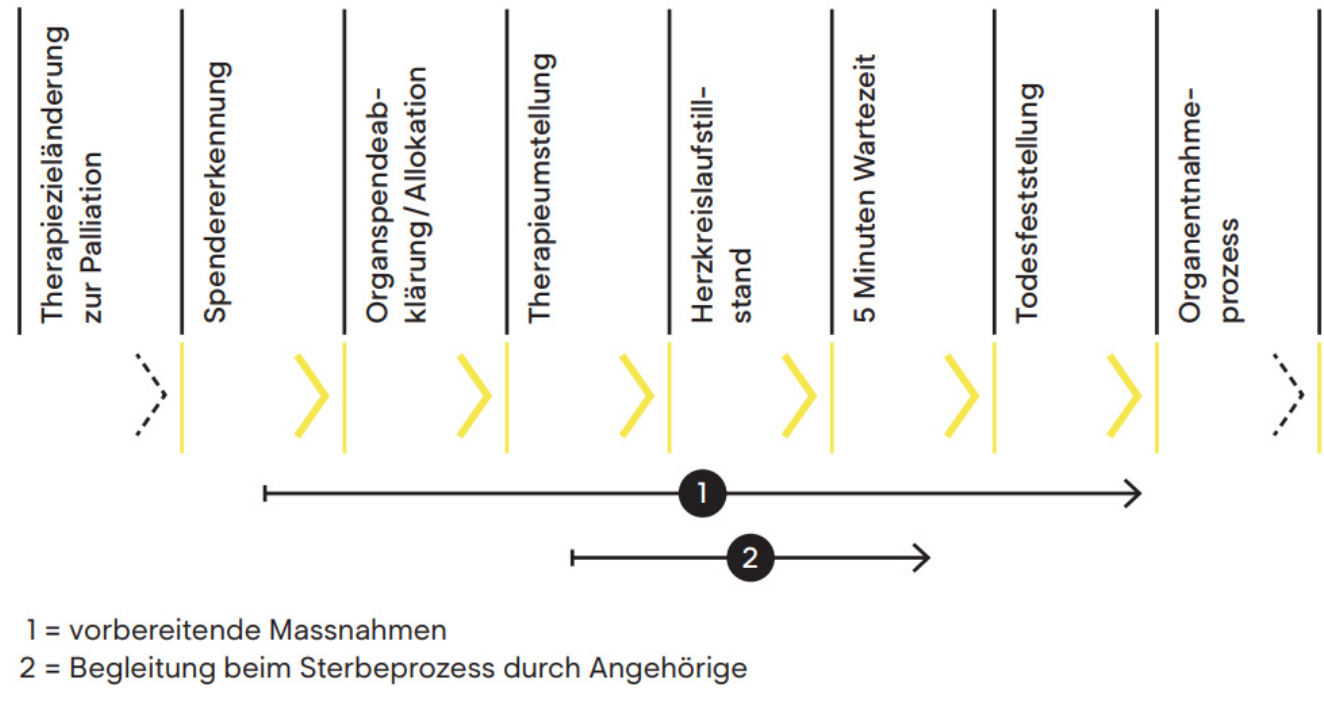 Therapiezieländerung
zur Palliation
Spendererkennung
Organspendeab-
klärung/Allokation
Therapieumstellung
Herzkreislaufstill-
stand
5 Minuten Wartezeit
Todesfeststellung
Organentnahme-
prozess
1
2
1 = vorbereitende Massnahmen
2 = Begleitung beim Sterbeprozess durch Angehörige